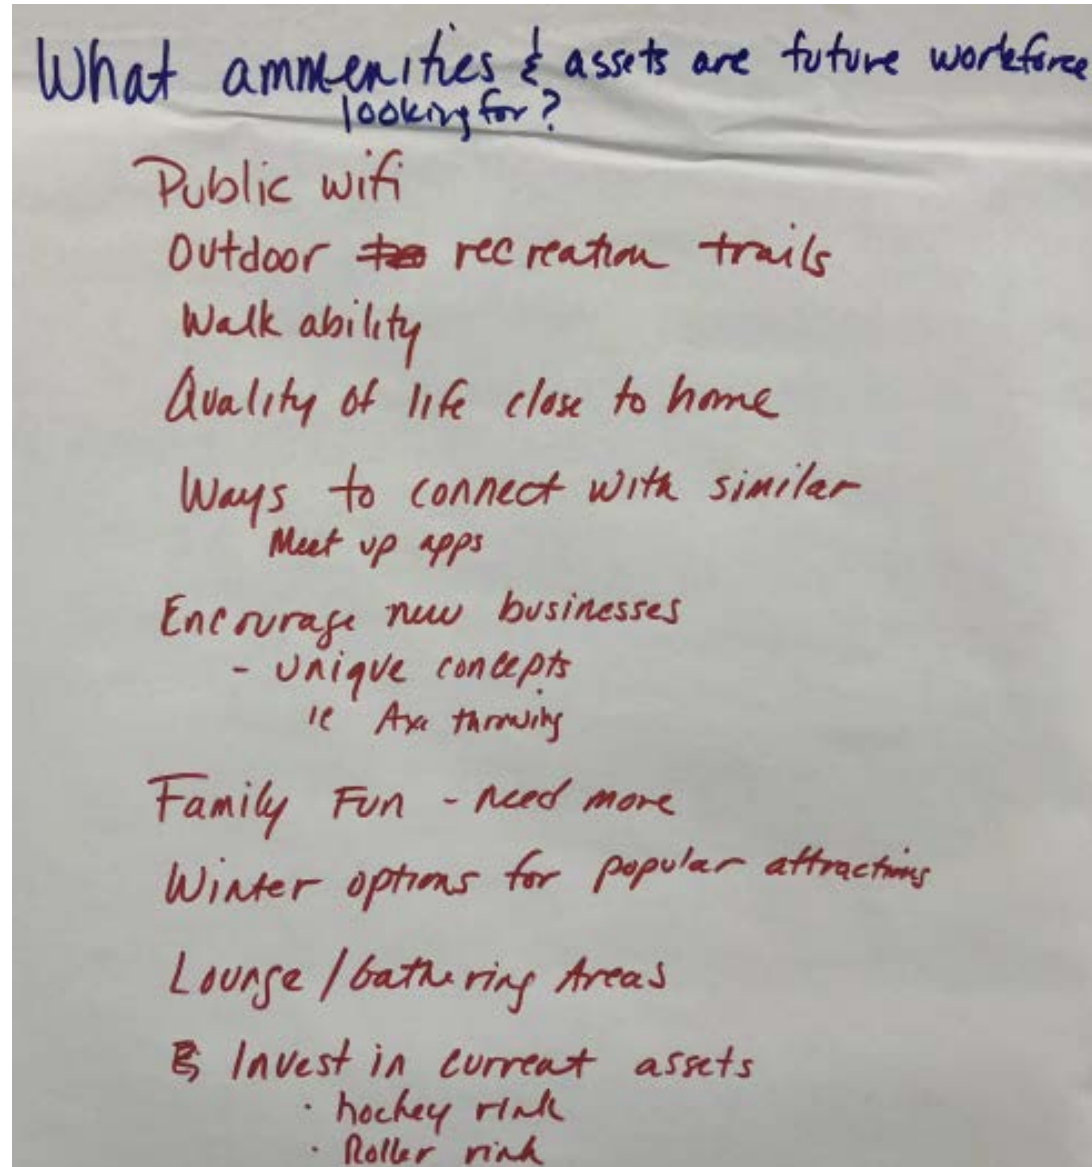 What ammenities & assets are future workforce
looking for?
Public wifi
Outdoor recreation trails
Walkability
Quality of life close to home
Ways to connect with similar
Meet up apps
Encourage new businesses
- Unique concepts
ie Axe throwing
Family Fun - need more
Winter options for popular attractions
Lounge / Gathering Areas
Invest in current assets
· hockey rink
· Roller rink